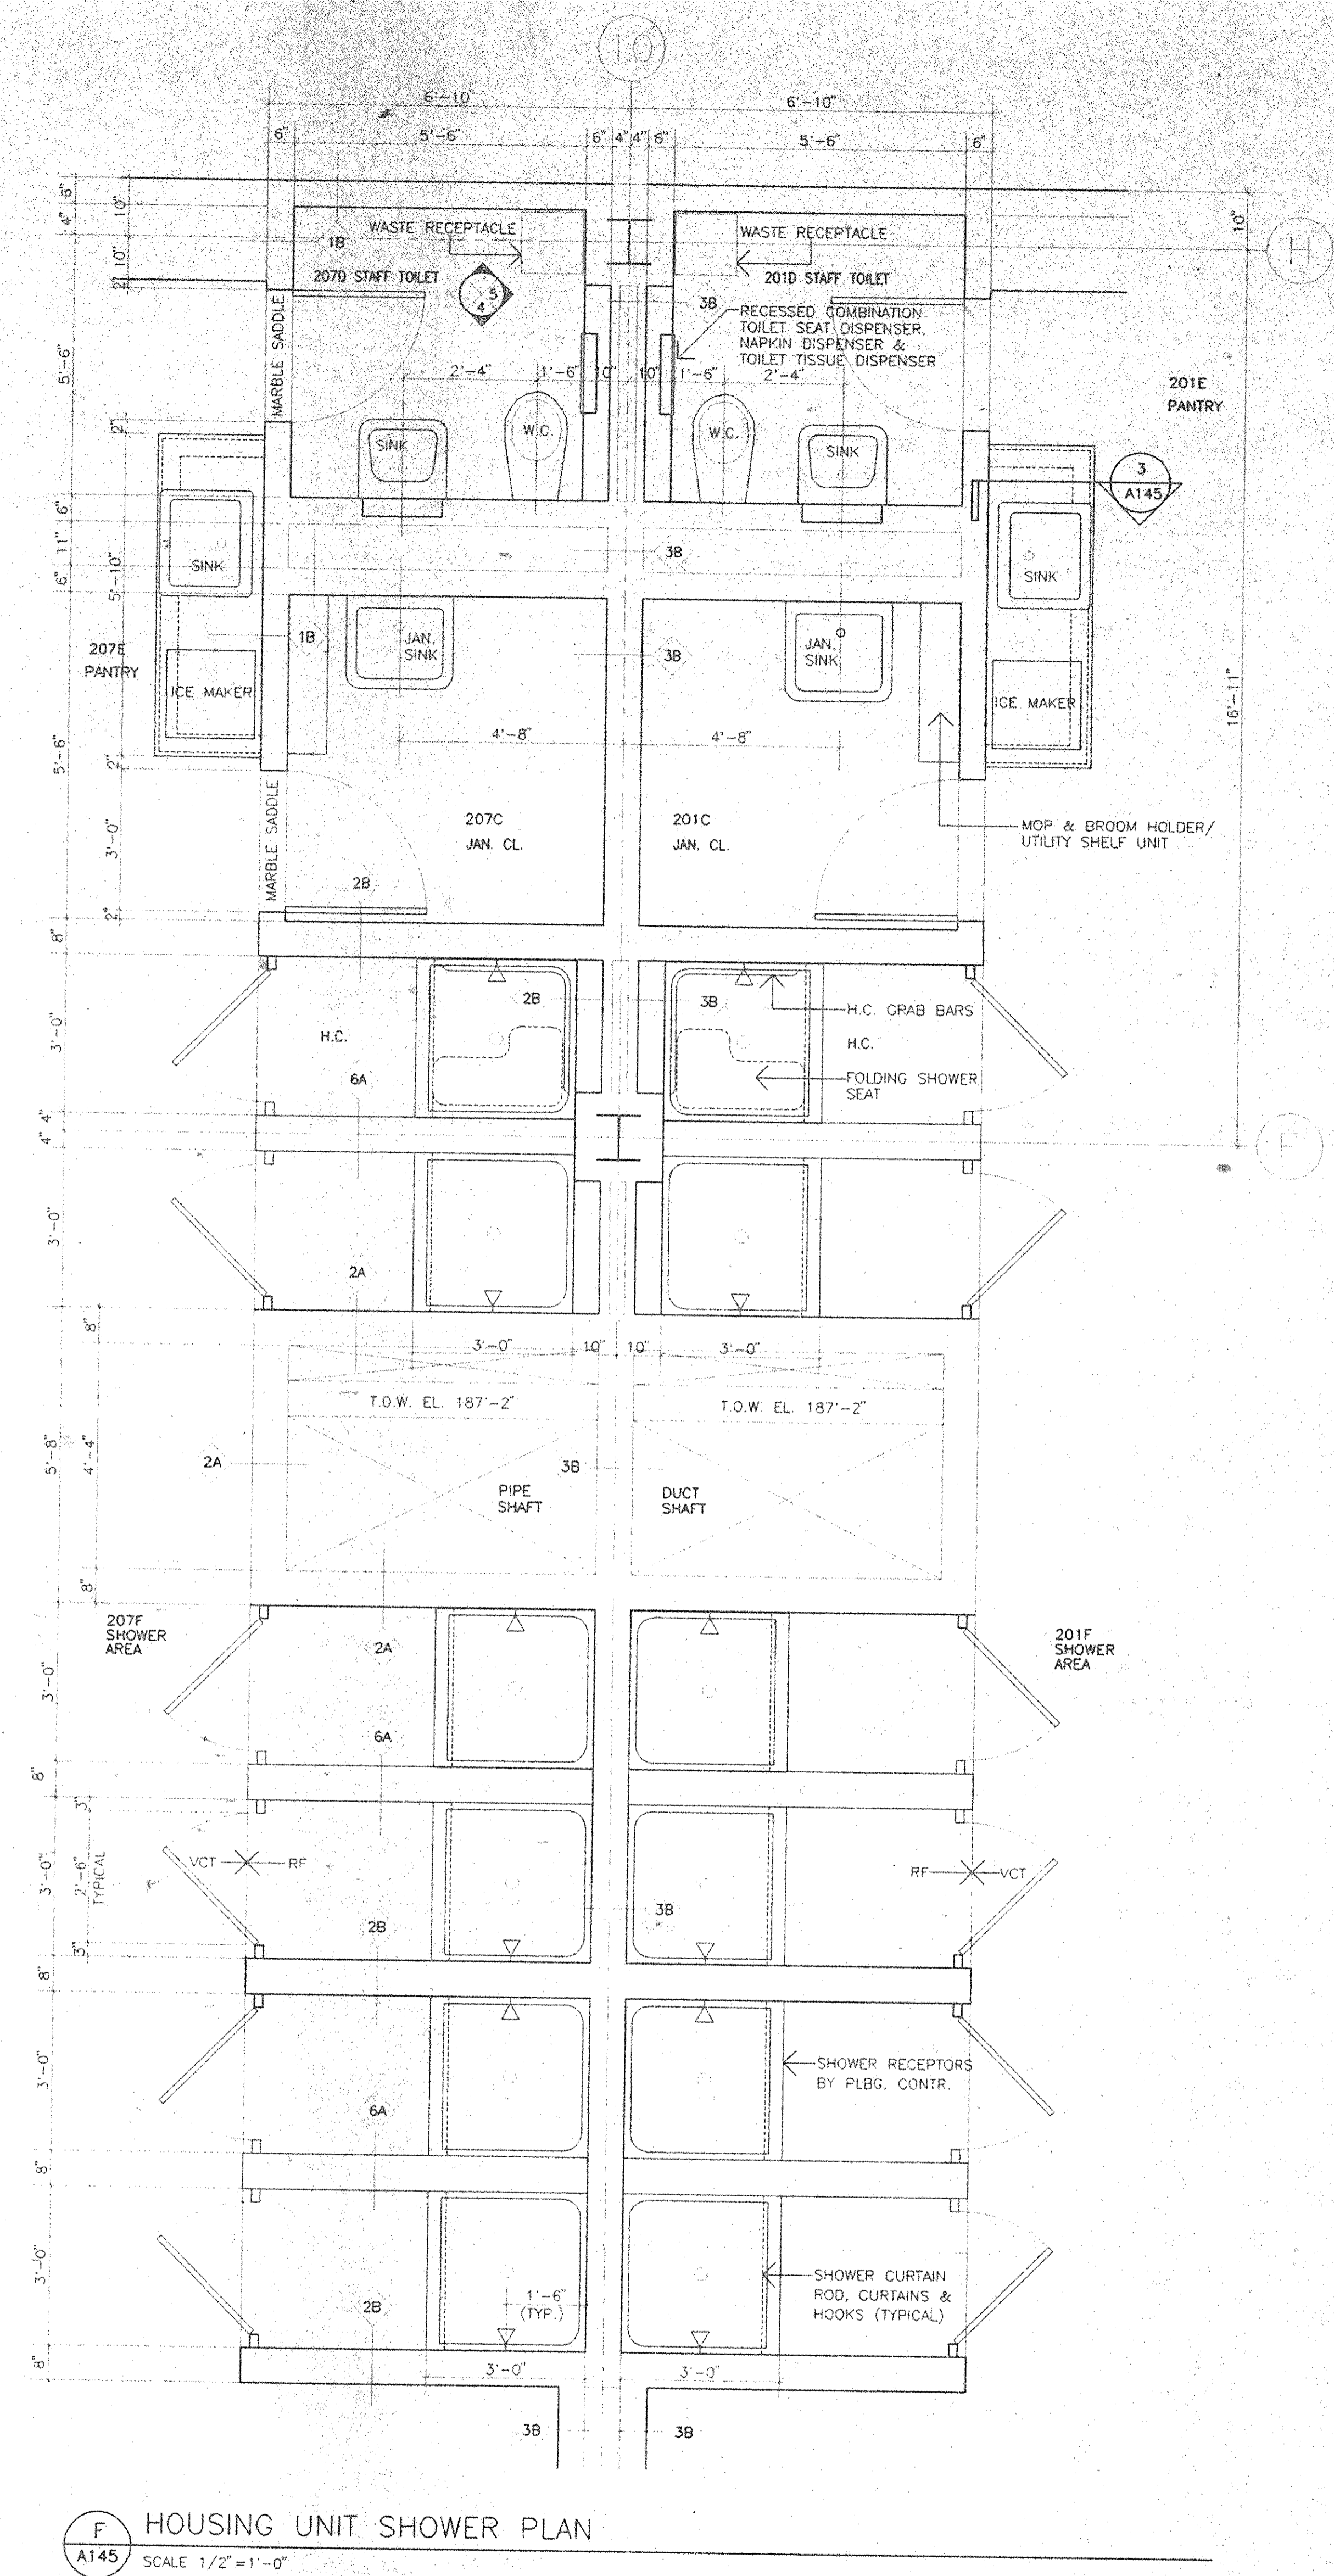 10
6'-10"
6'-10"
6"
5'-6"
6"
4"
4"
6"
5'-6"
6"
6"
4"
10"
10"
2"
10"
H
WASTE RECEPTACLE
WASTE RECEPTACLE
1B
207D STAFF TOILET
201D STAFF TOILET
5
4
3B
RECESSED COMBINATION
TOILET SEAT DISPENSER,
NAPKIN DISPENSER &
TOILET TISSUE DISPENSER
MARBLE SADDLE
5'-6"
2'-4"
1'-6"
10"
10"
1'-6"
2'-4"
201E
PANTRY
2"
SINK
W.C.
W.C.
SINK
3
A145
6"
11"
6"
5'-10"
SINK
3B
SINK
1B
JAN.
SINK
3B
JAN.
SINK
207E
PANTRY
ICE MAKER
ICE MAKER
16'-11"
4'-8"
4'-8"
5'-6"
2"
MARBLE SADDLE
3'-0"
207C
JAN. CL.
201C
JAN. CL.
MOP & BROOM HOLDER/
UTILITY SHELF UNIT
2B
2"
8"
2B
3B
H.C. GRAB BARS
3'-0"
H.C.
H.C.
6A
FOLDING SHOWER
SEAT
4"
4"
F
3'-0"
2A
8"
3'-0"
10"
10"
3'-0"
T.O.W. EL. 187'-2"
T.O.W. EL. 187'-2"
5'-8"
4'-4"
2A
3B
PIPE
SHAFT
DUCT
SHAFT
8"
207F
SHOWER
AREA
201F
SHOWER
AREA
2A
3'-0"
6A
8"
3"
VCT
RF
RF
VCT
3'-0"
2'-6"
TYPICAL
3B
2B
3"
8"
SHOWER RECEPTORS
BY PLBG. CONTR.
3'-0"
6A
8"
SHOWER CURTAIN
ROD, CURTAINS &
HOOKS (TYPICAL)
3'-0"
1'-6"
(TYP.)
2B
8"
3'-0"
3'-0"
3B
3B
F
A145
HOUSING UNIT SHOWER PLAN
SCALE 1/2"=1'-0"